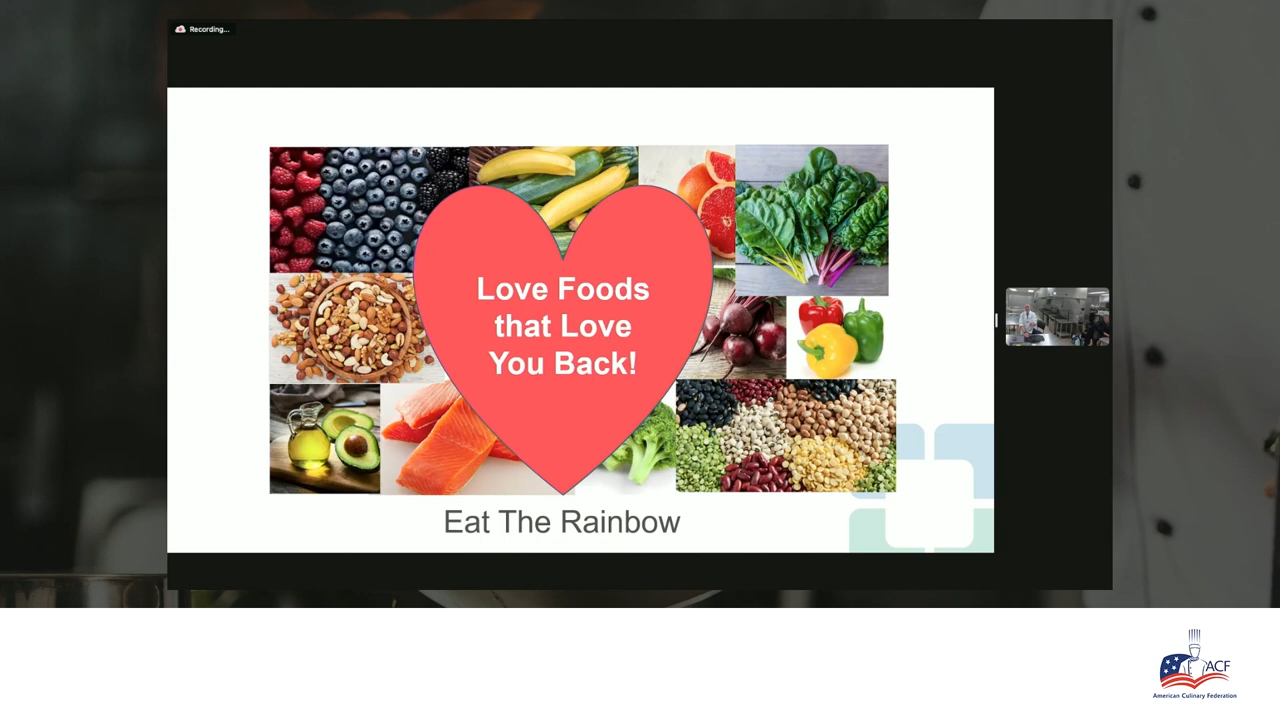 Recording...
Love Foods
that Love
You Back!
Eat The Rainbow
ACF
American Culinary Federation